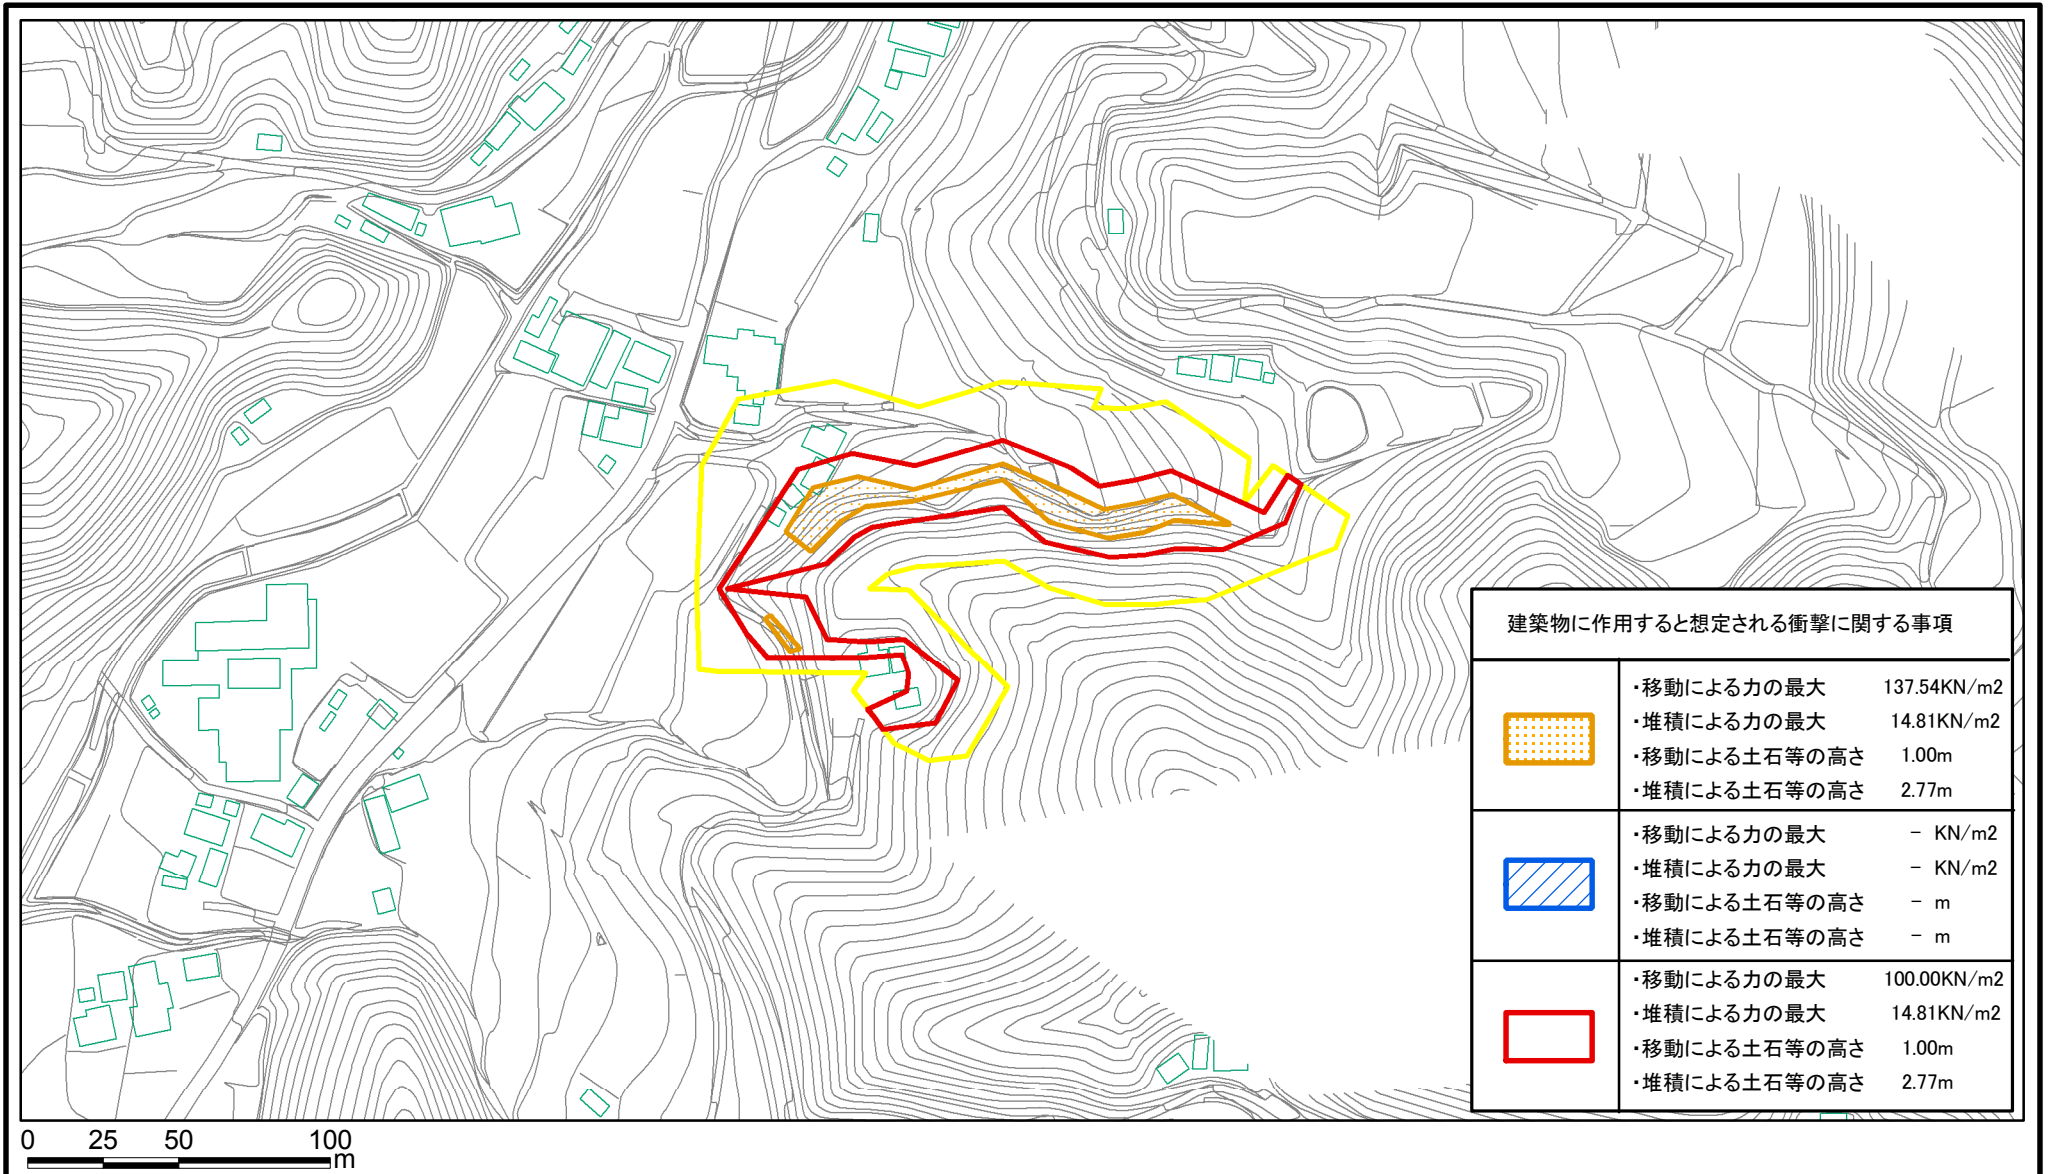 建築物に作用すると想定される衝撃に関する事項
・移動による力の最大 137.54KN/m2
・堆積による力の最大 14.81KN/m2
・移動による土石等の高さ 1.00m
・堆積による土石等の高さ 2.77m
・移動による力の最大 － KN/m2
・堆積による力の最大 － KN/m2
・移動による土石等の高さ － m
・堆積による土石等の高さ － m
・移動による力の最大 100.00KN/m2
・堆積による力の最大 14.81KN/m2
・移動による土石等の高さ 1.00m
・堆積による土石等の高さ 2.77m
0 25 50 100
m